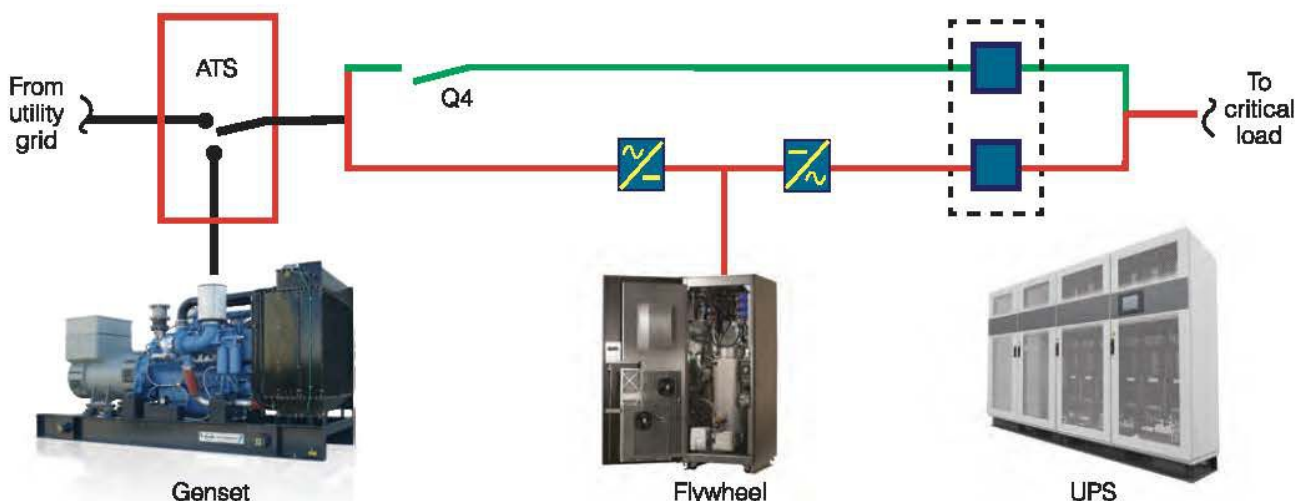 ATS
From
utility
grid
Q4
To
critical
load
Genset
Flywheel
UPS